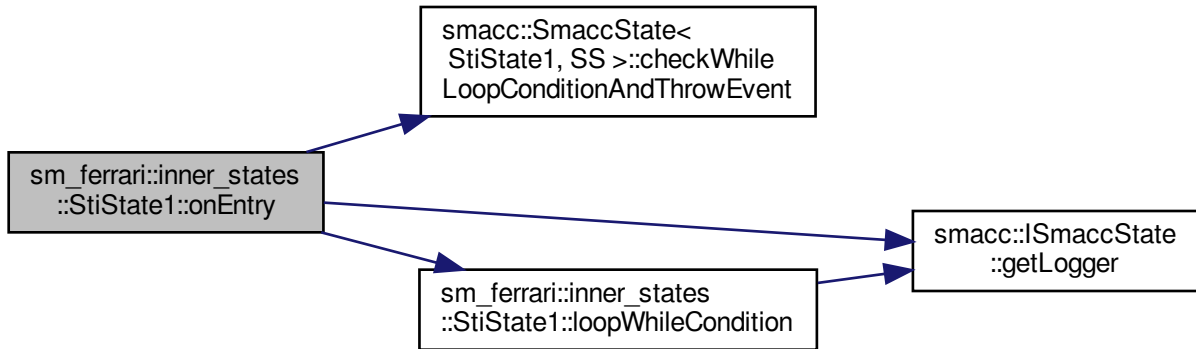 smacc::SmaccState<
StiState1, SS >::checkWhile
LoopConditionAndThrowEvent
sm_ferrari::inner_states
::StiState1::onEntry
smacc::ISmaccState
::getLogger
sm_ferrari::inner_states
::StiState1::loopWhileCondition